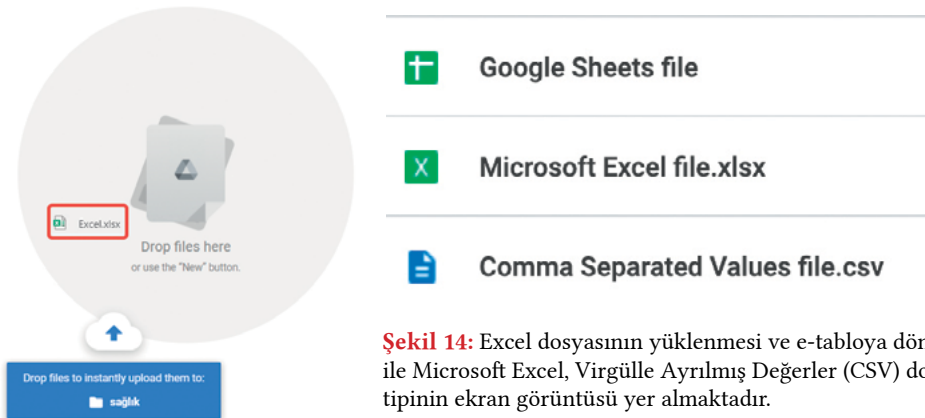 Excel.xlsx
Drop files here
or use the "New" button.
Drop files to instantly upload them to:
sağlık
Google Sheets file
X
Microsoft Excel file.xlsx
Comma Separated Values file.csv
Şekil 14: Excel dosyasının yüklenmesi ve e-tabloya
ile Microsoft Excel, Virgülle Ayrılmış Değerler (CSV)
tipinin ekran görüntüsü yer almaktadır.